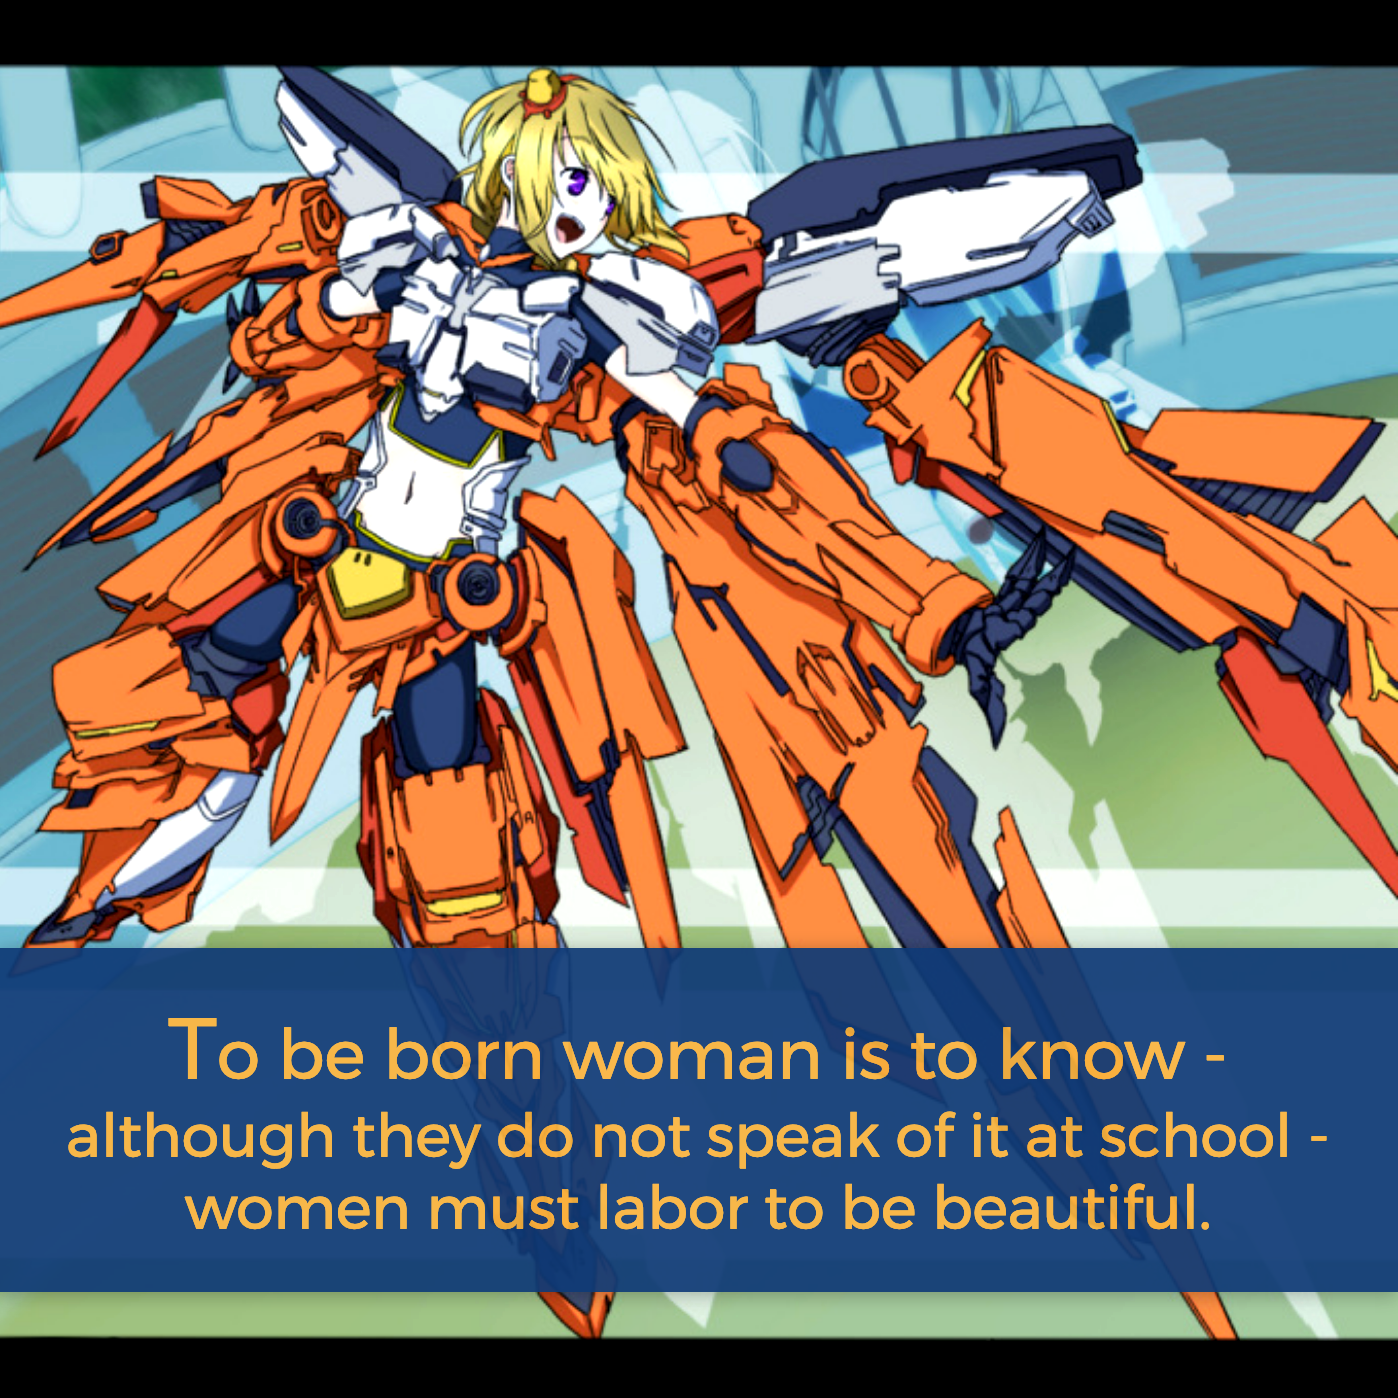 To be born woman is to know -
although they do not speak of it at school -
women must labor to be beautiful.